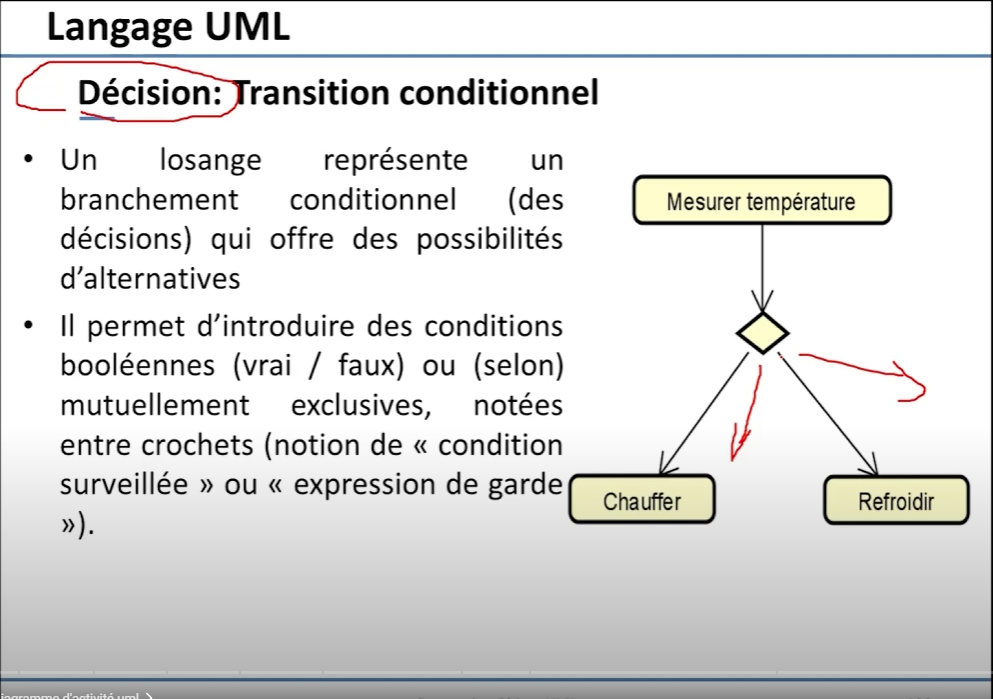 Langage UML
Décision: Transition conditionnel
• Un losange représente un
branchement conditionnel (des
décisions) qui offre des possibilités
d'alternatives
• Il permet d'introduire des conditions
booléennes (vrai / faux) ou (selon)
mutuellement exclusives, notées
entre crochets (notion de « condition
surveillée » ou « expression de garde
»).
Mesurer température
Chauffer
Refroidir
d'activité uml